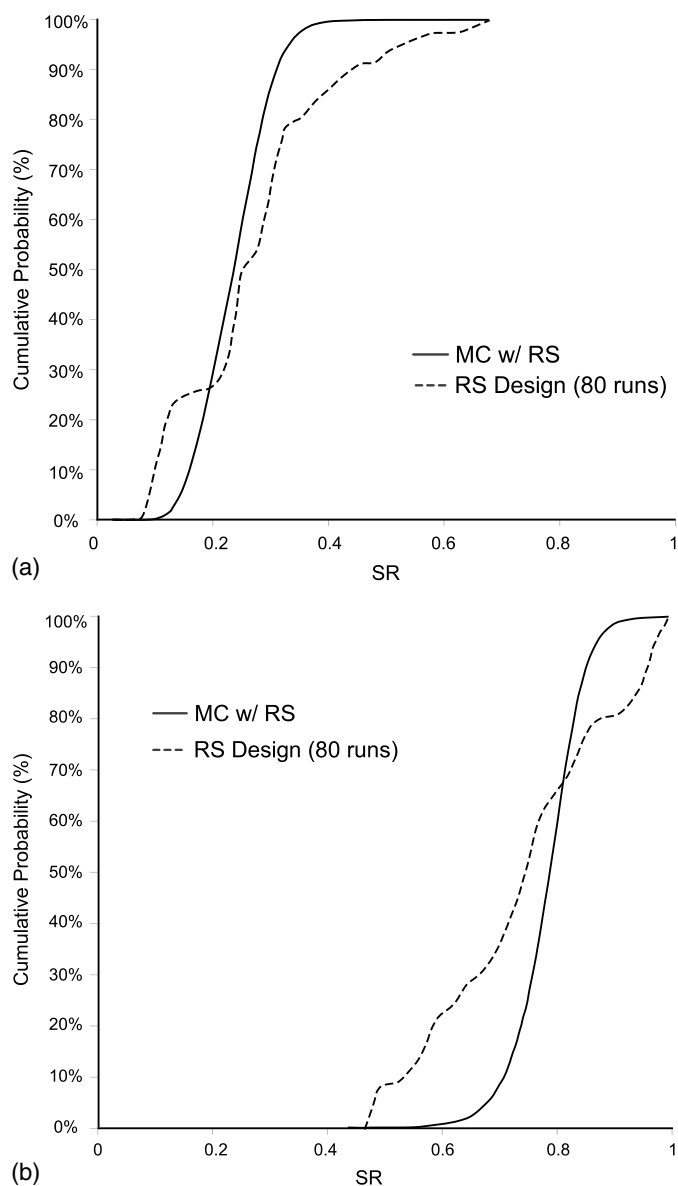 100%
90%
80%
70%
60%
50%
40%
30%
20%
10%
0%
Cumulative Probability (%)
MC w/ RS
RS Design (80 runs)
0 0.2 0.4 0.6 0.8 1
SR
(a)
100%
90%
80%
70%
60%
50%
40%
30%
20%
10%
0%
Cumulative Probability (%)
MC w/ RS
RS Design (80 runs)
0 0.2 0.4 0.6 0.8 1
SR
(b)